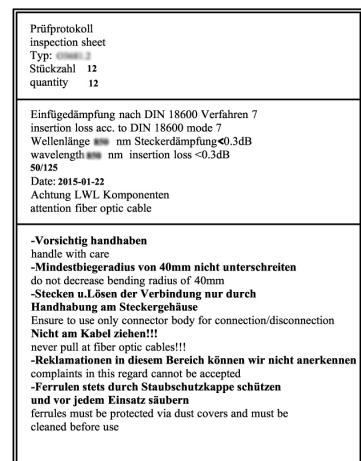 Prüfprotokoll
inspection sheet
Typ:
Stückzahl 12
quantity 12
Einfügedämpfung nach DIN 18600 Verfahren 7
insertion loss acc. to DIN 18600 mode 7
Wellenlänge nm Steckerdämpfung<0.3dB
wavelength nm insertion loss <0.3dB
50/125
Date: 2015-01-22
Achtung LWL Komponenten
attention fiber optic cable
-Vorsichtig handhaben
handle with care
-Mindestbiegeradius von 40mm nicht unterschreiten
do not decrease bending radius of 40mm
-Stecken u.Lösen der Verbindung nur durch
Handhabung am Steckergehäuse
Ensure to use only connector body for connection/disconnection
Nicht am Kabel ziehen!!!
never pull at fiber optic cables!!!
-Reklamationen in diesem Bereich können wir nicht anerkennen
complaints in this regard cannot be accepted
-Ferrulen stets durch Staubschutzkappe schützen
und vor jedem Einsatz säubern
ferrules must be protected via dust covers and must be
cleaned before use